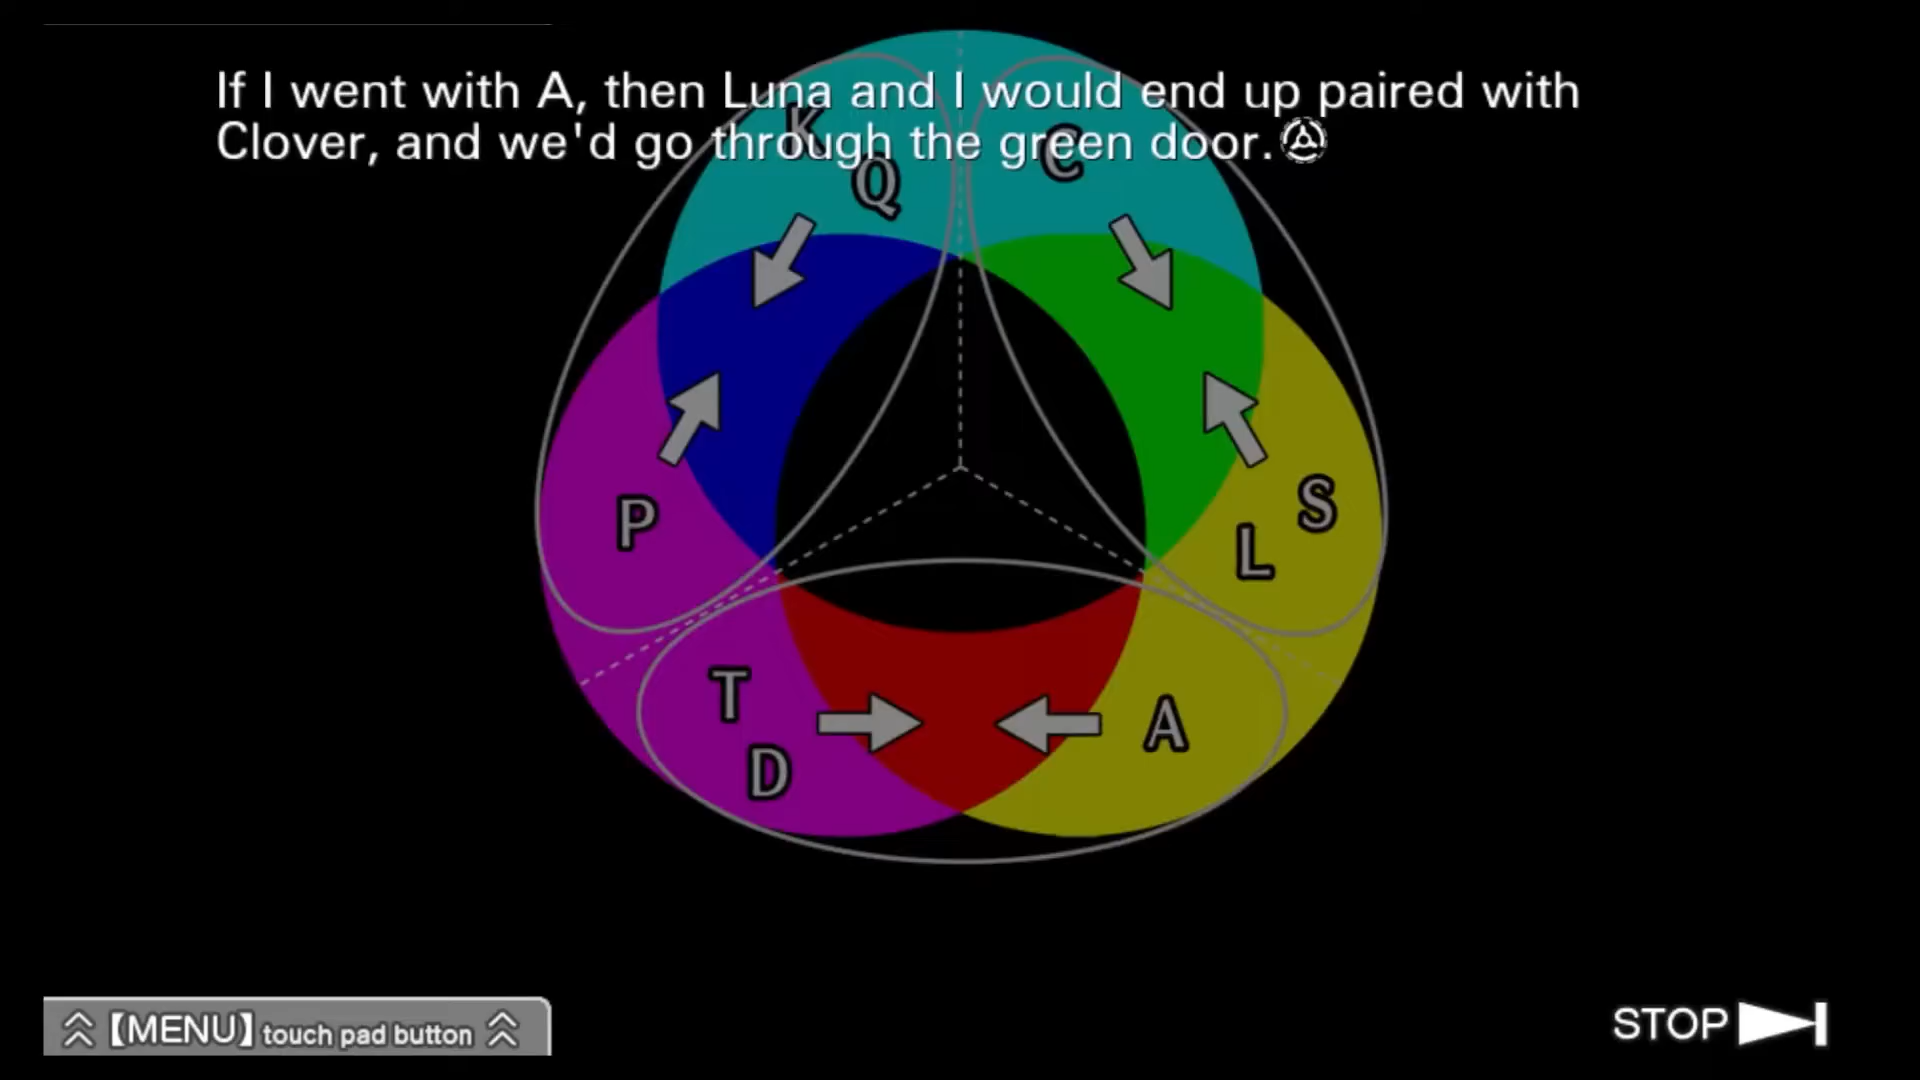 If I went with A, then Luna and I would end up paired with
Clover, and we'd go through the green door.
K
Q
C
P
S
L
T
D
A
【MENU】touch pad button
STOP